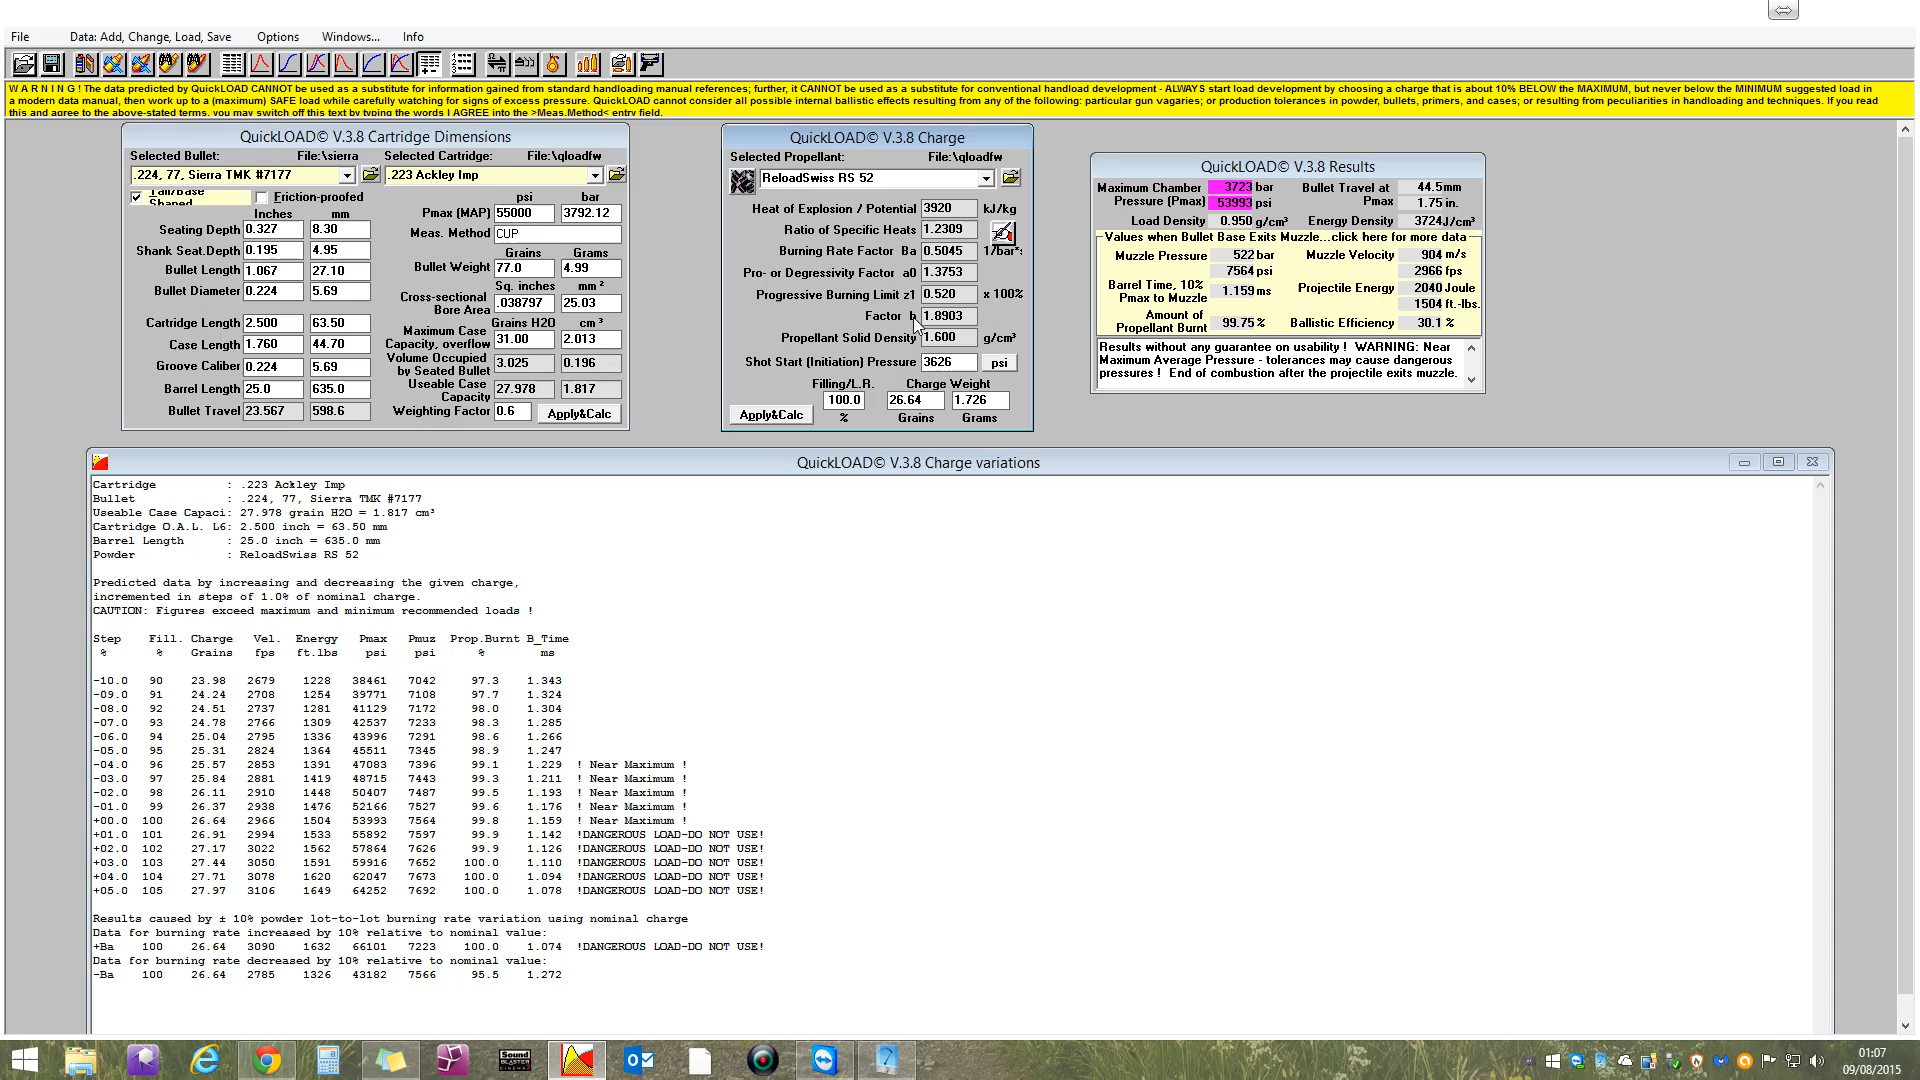 File Data: Add, Change, Load, Save Options Windows... Info
W A R N I N G ! The data predicted by QuickLOAD CANNOT be used as a substitute for information gained from standard handloading manual references; further, it CANNOT be used as a substitute for conventional handload development - ALWAYS start load development by choosing a charge that is about 10% BELOW the MAXIMUM, but never below the MINIMUM suggested load in
a modern data manual, then work up to a (maximum) SAFE load while carefully watching for signs of excess pressure. QuickLOAD cannot consider all possible internal ballistic effects resulting from any of the following: particular gun vagaries; or production tolerances in powder, bullets, primers, and cases; or resulting from peculiarities in handloading and techniques. If you read
this and agree to the above-stated terms, you may switch off this text by typing the words I AGREE into the >Meas.Method< entry field.
QuickLOAD© V.3.8 Cartridge Dimensions
Selected Bullet: File:\sierra Selected Cartridge: File:\qloadfw
.224, 77, Sierra TMK #7177 .223 Ackley Imp
Tail/Base
Shaped
Friction-proofed
Inches mm
Seating Depth 0.327 8.30
Shank Seat.Depth 0.195 4.95
Bullet Length 1.067 27.10
Bullet Diameter 0.224 5.69
Cartridge Length 2.500 63.50
Case Length 1.760 44.70
Groove Caliber 0.224 5.69
Barrel Length 25.0 635.0
Bullet Travel 23.567 598.6
psi bar
Pmax (MAP) 55000 3792.12
Meas. Method CUP
Grains Grams
Bullet Weight 77.0 4.99
Sq. inches mm ²
Cross-sectional
Bore Area .038797 25.03
Grains H2O cm ³
Maximum Case
Capacity, overflow 31.00 2.013
Volume Occupied
by Seated Bullet 3.025 0.196
Useable Case
Capacity 27.978 1.817
Weighting Factor 0.6 Apply&Calc
QuickLOAD© V.3.8 Charge
Selected Propellant: File:\qloadfw
ReloadSwiss RS 52
Heat of Explosion / Potential 3920 kJ/kg
Ratio of Specific Heats 1.2309
Burning Rate Factor Ba 0.5045 1/bar*s
Pro- or Degressivity Factor a0 1.3753
Progressive Burning Limit z1 0.520 x 100%
Factor b 1.8903
Propellant Solid Density 1.600 g/cm³
Shot Start (Initiation) Pressure 3626 psi
Filling/L.R. Charge Weight
100.0 26.64 1.726
Apply&Calc % Grains Grams
QuickLOAD© V.3.8 Results
Maximum Chamber
Pressure (Pmax) 3723 bar
53993 psi
Bullet Travel at
Pmax 44.5 mm
1.75 in.
Load Density 0.950 g/cm³ Energy Density 3724 J/cm³
Values when Bullet Base Exits Muzzle...click here for more data
Muzzle Pressure 522 bar Muzzle Velocity 904 m/s
7564 psi 2966 fps
Barrel Time, 10%
Pmax to Muzzle 1.159 ms
Projectile Energy 2040 Joule
1504 ft.-lbs.
Amount of
Propellant Burnt 99.75 % Ballistic Efficiency 30.1 %
Results without any guarantee on usability ! WARNING: Near
Maximum Average Pressure - tolerances may cause dangerous
pressures ! End of combustion after the projectile exits muzzle.
QuickLOAD© V.3.8 Charge variations
Cartridge : .223 Ackley Imp
Bullet : .224, 77, Sierra TMK #7177
Useable Case Capaci: 27.978 grain H2O = 1.817 cm³
Cartridge O.A.L. L6: 2.500 inch = 63.50 mm
Barrel Length : 25.0 inch = 635.0 mm
Powder : ReloadSwiss RS 52
Predicted data by increasing and decreasing the given charge,
incremented in steps of 1.0% of nominal charge.
CAUTION: Figures exceed maximum and minimum recommended loads !
Step Fill. Charge Vel. Energy Pmax Pmuz Prop.Burnt B_Time
% % Grains fps ft.lbs psi psi % ms
-10.0 90 23.98 2679 1228 38461 7042 97.3 1.343
-09.0 91 24.24 2708 1254 39771 7108 97.7 1.324
-08.0 92 24.51 2737 1281 41129 7172 98.0 1.304
-07.0 93 24.78 2766 1309 42537 7233 98.3 1.285
-06.0 94 25.04 2795 1336 43996 7291 98.6 1.266
-05.0 95 25.31 2824 1364 45511 7345 98.9 1.247
-04.0 96 25.57 2853 1391 47083 7396 99.1 1.229 ! Near Maximum !
-03.0 97 25.84 2881 1419 48715 7443 99.3 1.211 ! Near Maximum !
-02.0 98 26.11 2910 1448 50407 7487 99.5 1.193 ! Near Maximum !
-01.0 99 26.37 2938 1476 52166 7527 99.6 1.176 ! Near Maximum !
+00.0 100 26.64 2966 1504 53993 7564 99.8 1.159 ! Near Maximum !
+01.0 101 26.91 2994 1533 55892 7597 99.9 1.142 !DANGEROUS LOAD-DO NOT USE!
+02.0 102 27.17 3022 1562 57864 7626 99.9 1.126 !DANGEROUS LOAD-DO NOT USE!
+03.0 103 27.44 3050 1591 59916 7652 100.0 1.110 !DANGEROUS LOAD-DO NOT USE!
+04.0 104 27.71 3078 1620 62047 7673 100.0 1.094 !DANGEROUS LOAD-DO NOT USE!
+05.0 105 27.97 3106 1649 64252 7692 100.0 1.078 !DANGEROUS LOAD-DO NOT USE!
Results caused by ± 10% powder lot-to-lot burning rate variation using nominal charge
Data for burning rate increased by 10% relative to nominal value:
+Ba 100 26.64 3090 1632 66101 7223 100.0 1.074 !DANGEROUS LOAD-DO NOT USE!
Data for burning rate decreased by 10% relative to nominal value:
-Ba 100 26.64 2785 1326 43182 7566 95.5 1.272
Sound
BLASTER
01:07
09/08/2015